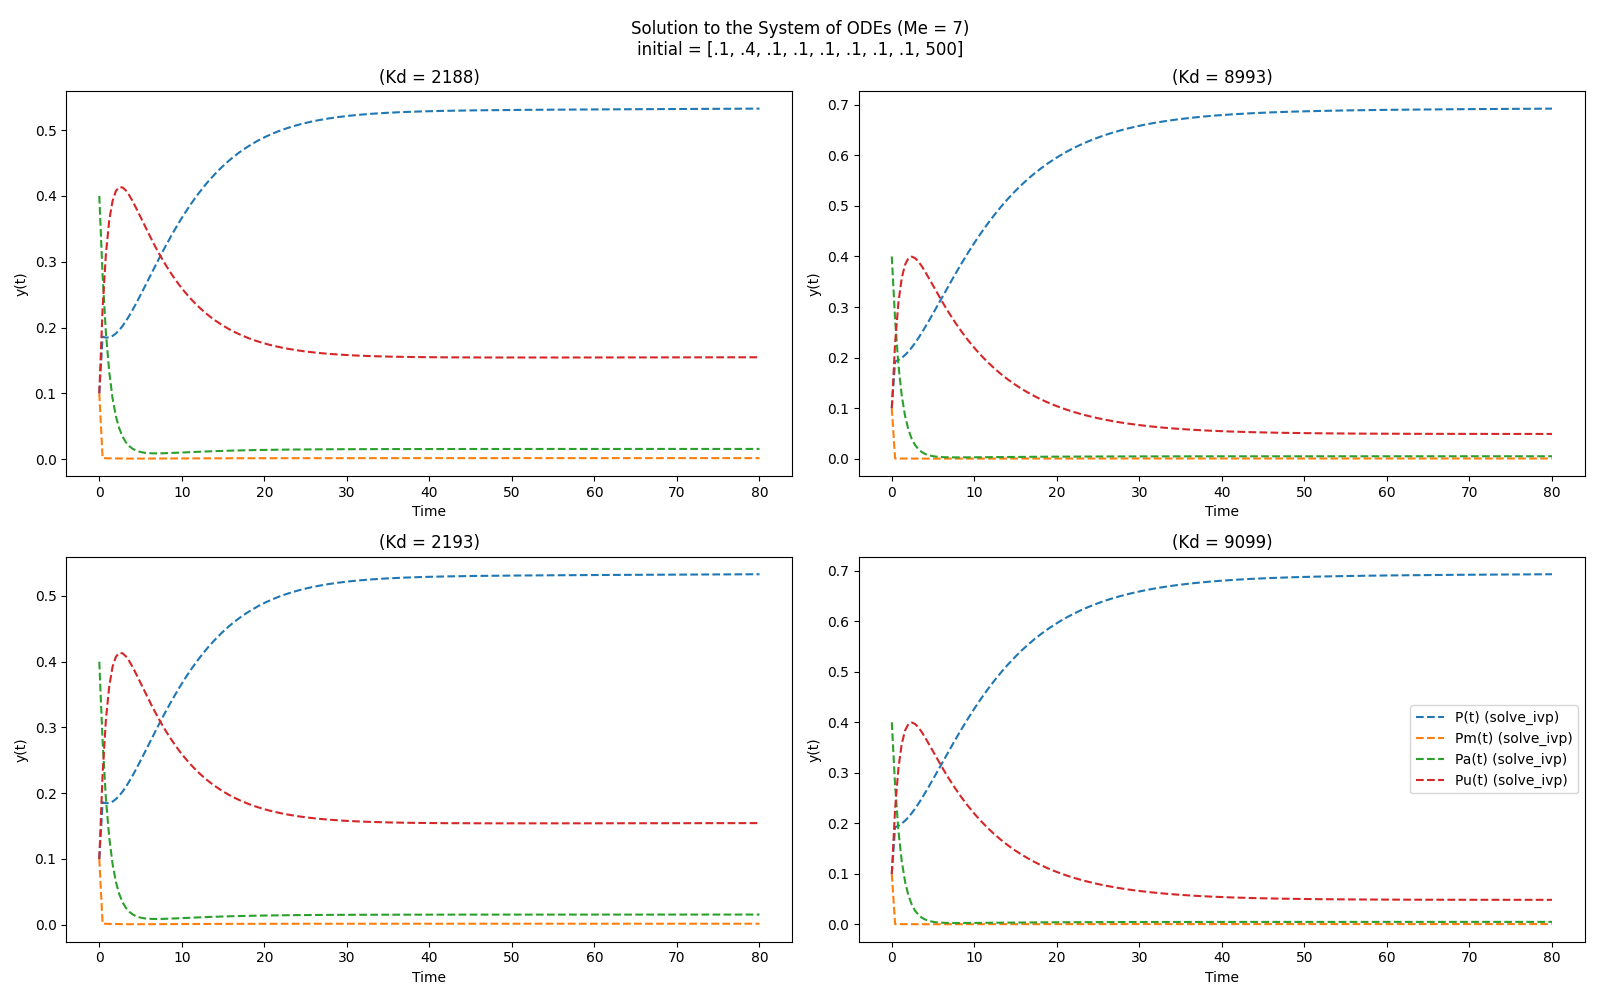 Solution to the System of ODEs (Me = 7)
initial = [.1, .4, .1, .1, .1, .1, .1, .1, 500]
(Kd = 2188)
0.5
0.4
0.3
0.2
0.1
0.0
y(t)
0 10 20 30 40 50 60 70 80
Time
(Kd = 8993)
0.7
0.6
0.5
0.4
0.3
0.2
0.1
0.0
y(t)
0 10 20 30 40 50 60 70 80
Time
(Kd = 2193)
0.5
0.4
0.3
0.2
0.1
0.0
y(t)
0 10 20 30 40 50 60 70 80
Time
(Kd = 9099)
0.7
0.6
0.5
0.4
0.3
0.2
0.1
0.0
y(t)
P(t) (solve_ivp)
Pm(t) (solve_ivp)
Pa(t) (solve_ivp)
Pu(t) (solve_ivp)
0 10 20 30 40 50 60 70 80
Time